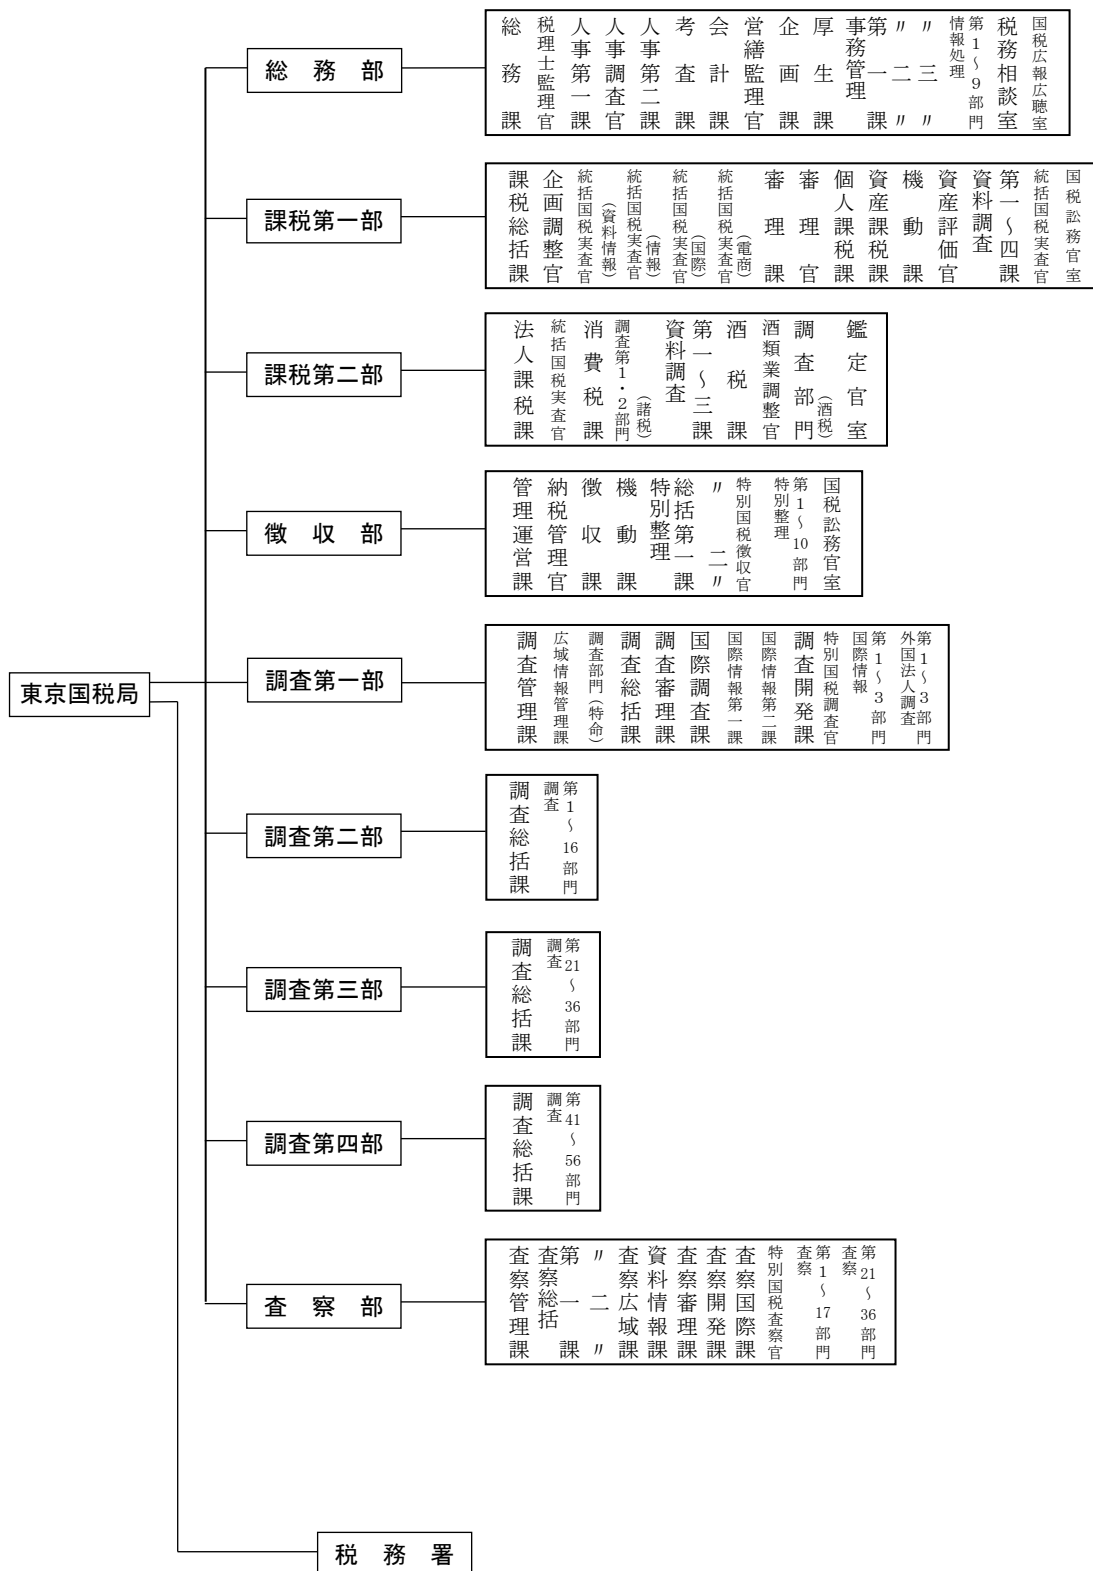 東京国税局
総務部
総務課
税理士監理官
人事第一課
人事調査官
人事第二課
考査課
会計課
営繕監理官
企画課
厚生課
事務管理
第一課
〃二〃
〃三〃
情報処理
第1～9部門
税務相談室
国税広報広聴室
課税第一部
課税総括課
企画調整官
統括国税実査官
（資料情報）
統括国税実査官
（情報）
統括国税実査官
（国際）
統括国税実査官
（電商）
審理課
審理官
個人課税課
資産課税課
機動課
資産評価官
資料調査
第一～四課
統括国税実査官
国税訟務官室
課税第二部
法人課税課
統括国税実査官
消費税課
調査第1・2部門
（諸税）
資料調査
第一～三課
酒税課
酒類業調整官
調査部門
（酒税）
鑑定官室
徴収部
管理運営課
納税管理官
徴収課
機動課
特別整理
総括第一課
〃二〃
特別国税徴収官
特別整理
第1～10部門
国税訟務官室
調査第一部
調査管理課
広域情報管理課
調査部門（特命）
調査総括課
調査審理課
国際調査課
国際情報第一課
国際情報第二課
調査開発課
特別国税調査官
国際情報
第1～3部門
外国法人調査
第1～3部門
調査第二部
調査総括課
調査
第1～16部門
調査第三部
調査総括課
調査
第21～36部門
調査第四部
調査総括課
調査
第41～56部門
査察部
査察管理課
査察総括
第一課
〃二〃
査察広域課
資料情報課
査察審理課
査察開発課
査察国際課
特別国税査察官
査察
第1～17部門
査察
第21～36部門
税務署